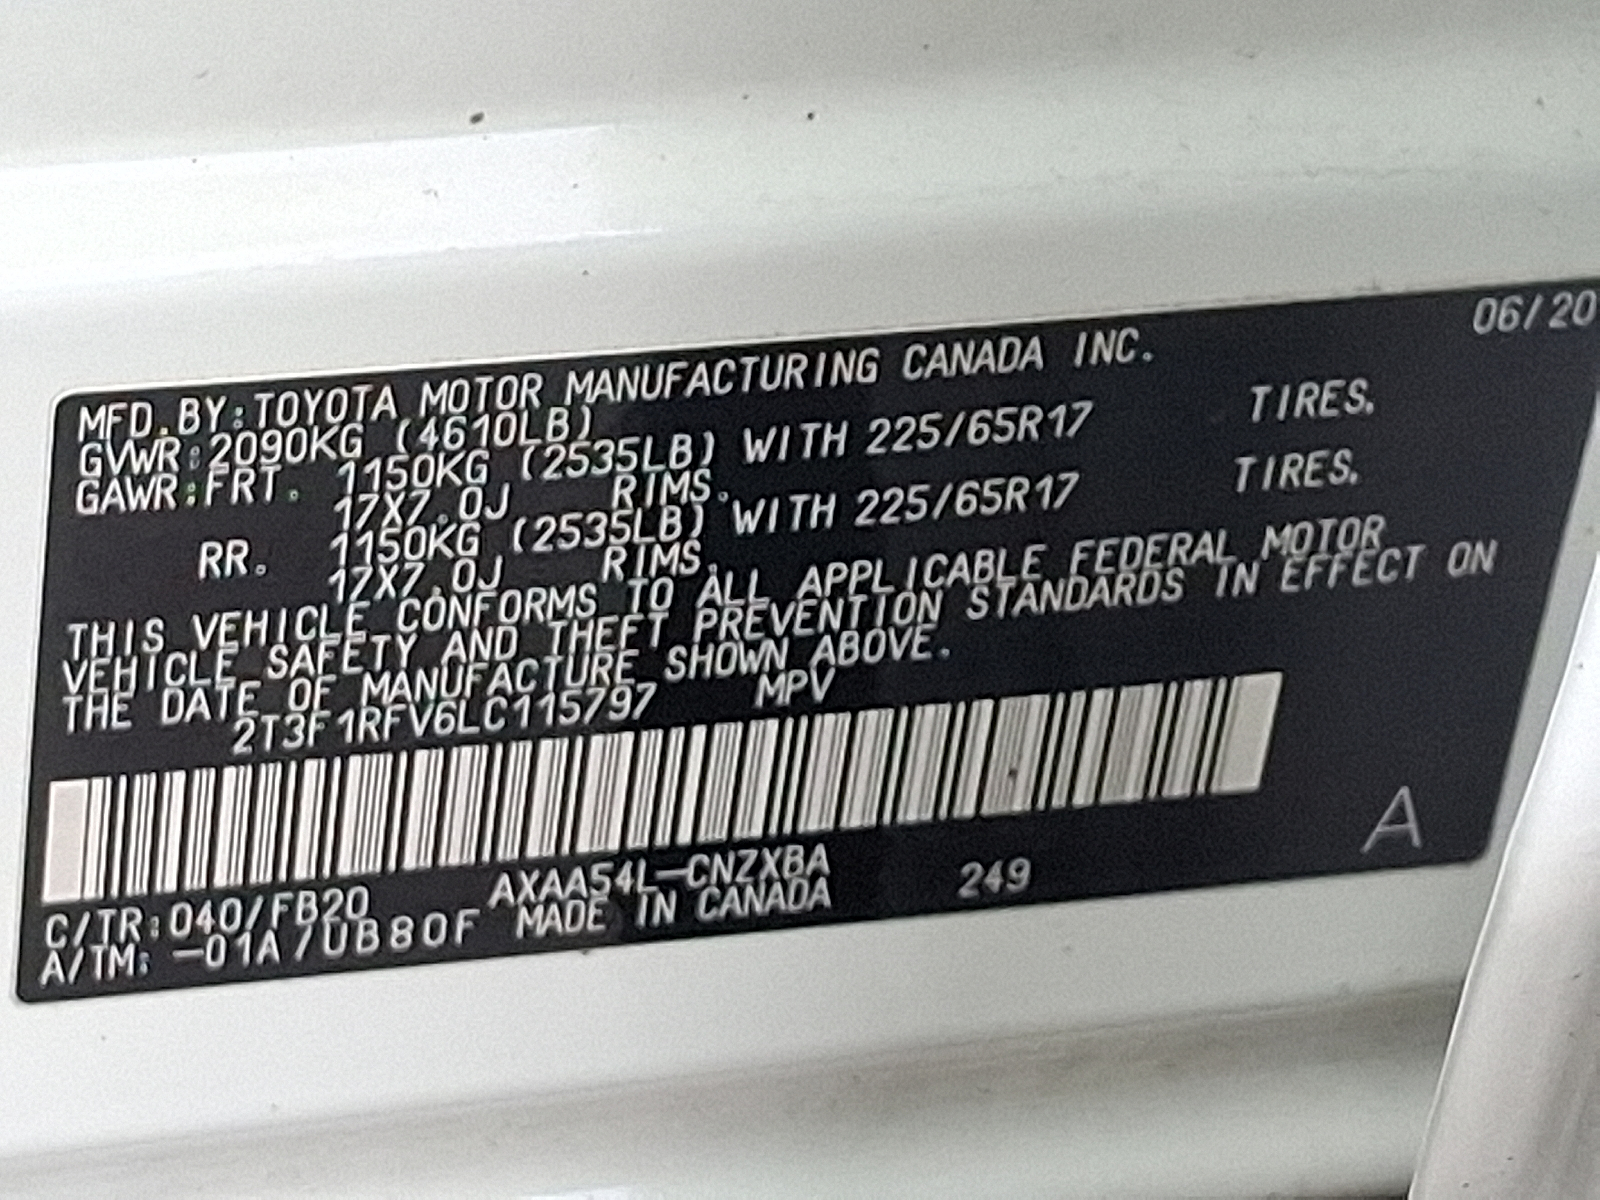 06/20
MFD.BY:TOYOTA MOTOR MANUFACTURING CANADA INC.
GVWR:2090KG (4610LB)
GAWR:FRT. 1150KG (2535LB) WITH 225/65R17 TIRES.
17X7.0J RIMS.
RR. 1150KG (2535LB) WITH 225/65R17 TIRES.
17X7.0J RIMS.
THIS VEHICLE CONFORMS TO ALL APPLICABLE FEDERAL MOTOR
VEHICLE SAFETY AND THEFT PREVENTION STANDARDS IN EFFECT ON
THE DATE OF MANUFACTURE SHOWN ABOVE.
2T3F1RFV6LC115797 MPV
A
C/TR:040/FB20 AXAA54L-CNZXBA 249
A/TM: -01A/UB80F MADE IN CANADA